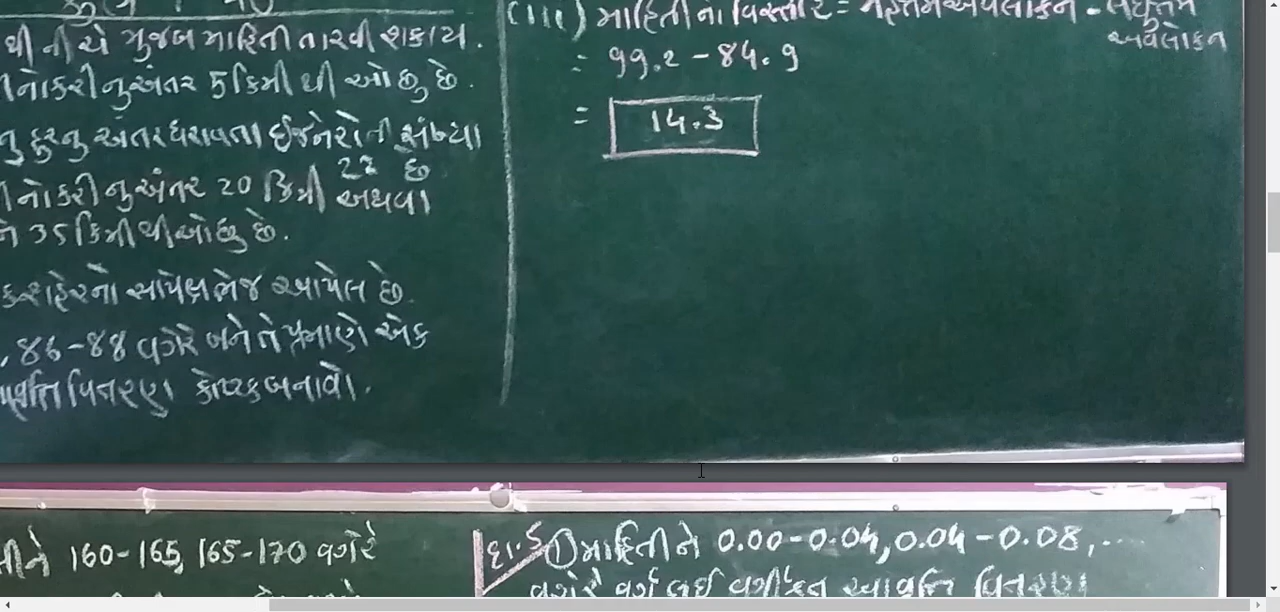 થી નીચે મુજબ માહિતી તારવી શકાય.
નોકરીનુ અંતર 5 કિમી થી ઓછુ છે.
નુ દુરનુ અંતર ધરાવતા ઈજનેરોની સંખ્યા
22 છે
નોકરીનુ અંતર 20 કિમી અથવા
ને 35 કિમી થી ઓછુ છે.
શહેરનો સાપેક્ષ ભેજ આપેલ છે.
, 86-88 વગેરે બને તે પ્રમાણે એક
વિતરણ કોષ્ટક બનાવો.
(iii) માહિતીનો વિસ્તાર = મહત્તમ અવલોકન - લઘુત્તમ
અવલોકન
= 99.2 - 84.9
= 14.3
160-165, 165-170 વગેરે
દા.5 ① માહિતીને 0.00-0.04, 0.04-0.08, ...
વગેરે વર્ગ લઈ વર્ગીકૃત આવૃત્તિ વિતરણ